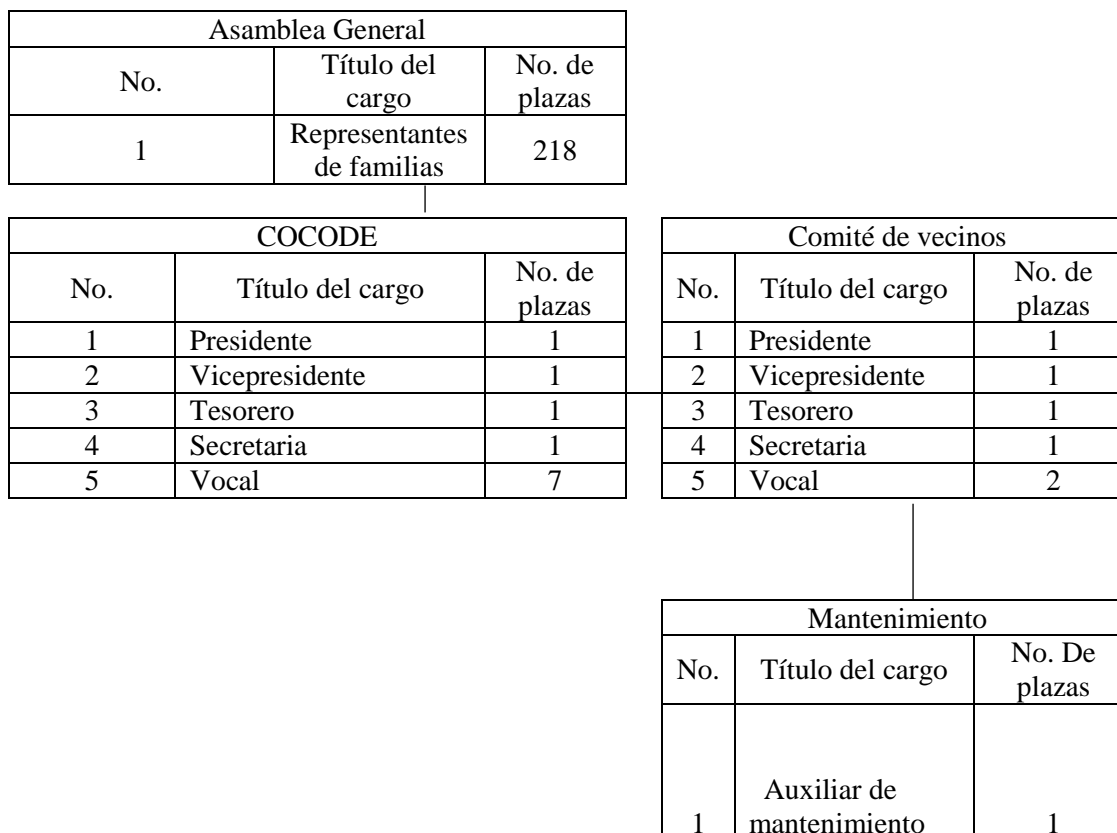 Asamblea General
No. Título del cargo No. de plazas
1 Representantes de familias 218
COCODE
No. Título del cargo No. de plazas
1 Presidente 1
2 Vicepresidente 1
3 Tesorero 1
4 Secretaria 1
5 Vocal 7
Comité de vecinos
No. Título del cargo No. de plazas
1 Presidente 1
2 Vicepresidente 1
3 Tesorero 1
4 Secretaria 1
5 Vocal 2
Mantenimiento
No. Título del cargo No. De plazas
1 Auxiliar de mantenimiento 1